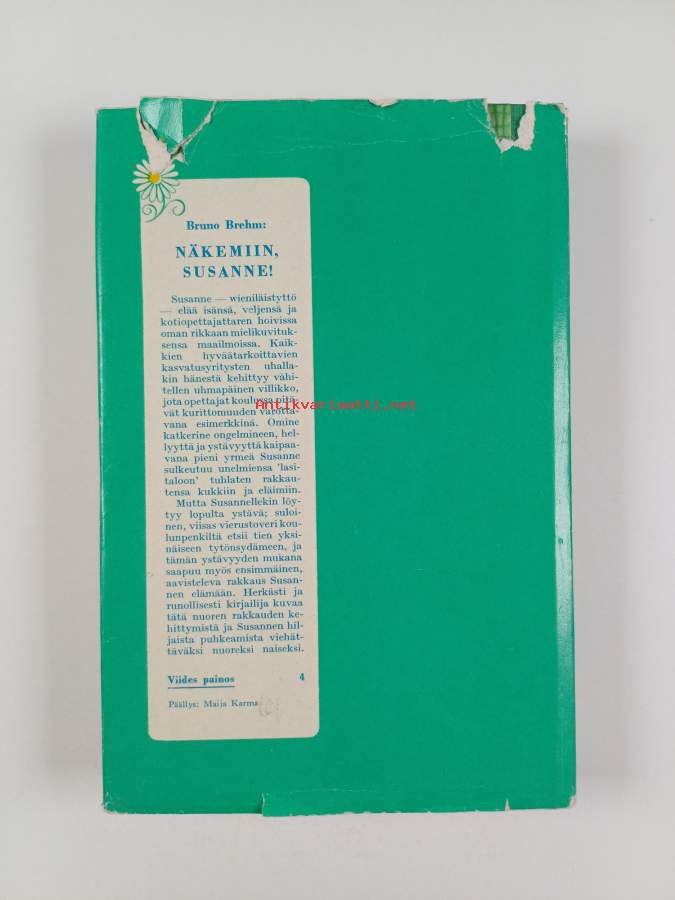 Bruno Brehm:
NÄKEMIIN,
SUSANNE!
Susanne — wieniläistyttö
— elää isänsä, veljensä ja
kotiopettajattaren hoivissa
oman rikkaan mielikuvituk-
sensa maailmoissa. Kaik-
kien hyväätarkoittavien
kasvatusyritysten uhalla-
kin hänestä kehittyy vähi-
tellen uhmapäinen villikko,
jota opettajat koulussa pitä-
Antikvariaatti.net
vät kurittomuuden varotta-
vana esimerkkinä. Omine
katkerine ongelmineen, hel-
lyyttä ja ystävyyttä kaipaa-
vana pieni yrmeä Susanne
sulkeutuu unelmiensa 'lasi-
taloon' tuhlaten rakkau-
tensa kukkiin ja eläimiin.
Mutta Susannellekin löy-
tyy lopulta ystävä; suloi-
nen, viisas vierustoveri kou-
lunpenkiltä etsii tien yksi-
näiseen tytönsydämeen, ja
tämän ystävyyden mukana
saapuu myös ensimmäinen,
aavisteleva rakkaus Susan-
nen elämään. Herkästi ja
runollisesti kirjailija kuvaa
tätä nuoren rakkauden ke-
hittymistä ja Susannen hil-
jaista puhkeamista viehät-
täväksi nuoreksi naiseksi.
Viides painos 4
Päällys: Maija Karma